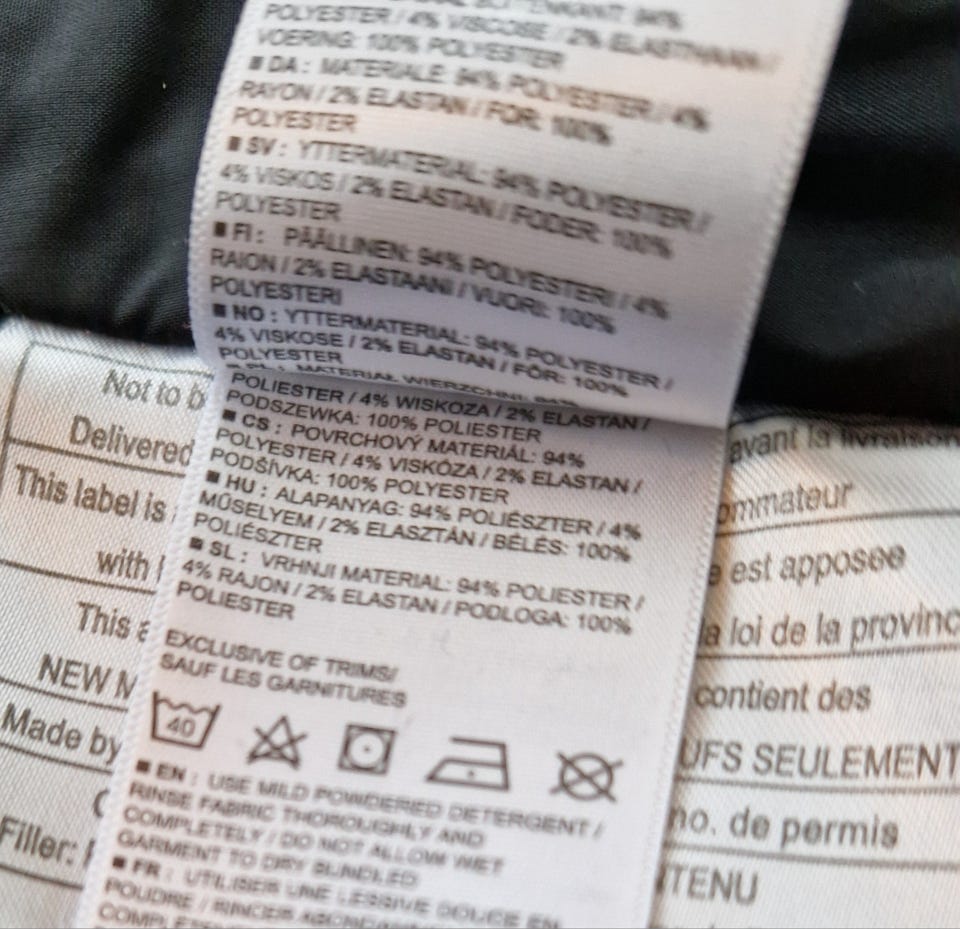 POLYESTER / 4% VISCOSE / 2% ELASTHAAN /
VOERING: 100% POLYESTER
■ DA : MATERIALE 94% POLYESTER / 4%
RAYON / 2% ELASTAN / FOR: 100%
POLYESTER
■ SV : YTTERMATERIAL: 94% POLYESTER /
4% VISKOS / 2% ELASTAN / FODER: 100%
POLYESTER
■ FI : PÄÄLLINEN: 94% POLYESTERI / 4%
RAION / 2% ELASTAANI / VUORI: 100%
POLYESTERI
■ NO : YTTERMATERIAL: 94% POLYESTER /
4% VISKOSE / 2% ELASTAN / FÔR: 100%
POLYESTER
■ PL : MATERIAŁ WIERZCHNI: 94%
POLIESTER / 4% WISKOZA / 2% ELASTAN /
PODSZEWKA: 100% POLIESTER
■ CS : POVRCHOVÝ MATERIÁL: 94%
POLYESTER / 4% VISKÓZA / 2% ELASTAN /
PODŠÍVKA: 100% POLYESTER
■ HU : ALAPANYAG: 94% POLIÉSZTER / 4%
MŰSELYEM / 2% ELASZTÁN / BÉLÉS: 100%
POLIÉSZTER
■ SL : VRHNJI MATERIAL: 94% POLIESTER /
4% RAJON / 2% ELASTAN / PODLOGA: 100%
POLIESTER
EXCLUSIVE OF TRIMS/
SAUF LES GARNITURES
40
■ EN : USE MILD POWDERED DETERGENT /
RINSE FABRIC THOROUGHLY AND
COMPLETELY / DO NOT ALLOW WET
GARMENT TO DRY BUNDLED
■ FR : UTILISER UNE LESSIVE DOUCE EN
POUDRE / RINCER
Not to b
Delivered
This label is
with
This a
NEW M
Made by
Filler:
avant la livraison
ommateur
est apposée
la loi de la provinc
contient des
UFS SEULEMENT
no. de permis
TENU